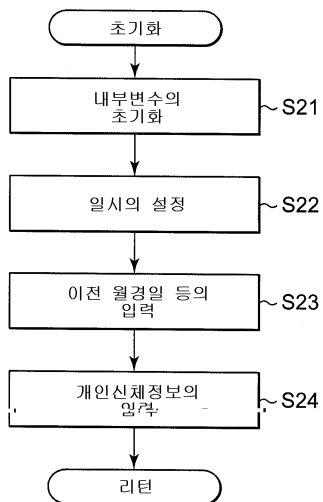 초기화
내부변수의
초기화
S21
일시의 설정
S22
이전 월경일 등의
입력
S23
개인신체정보의
S24
리턴